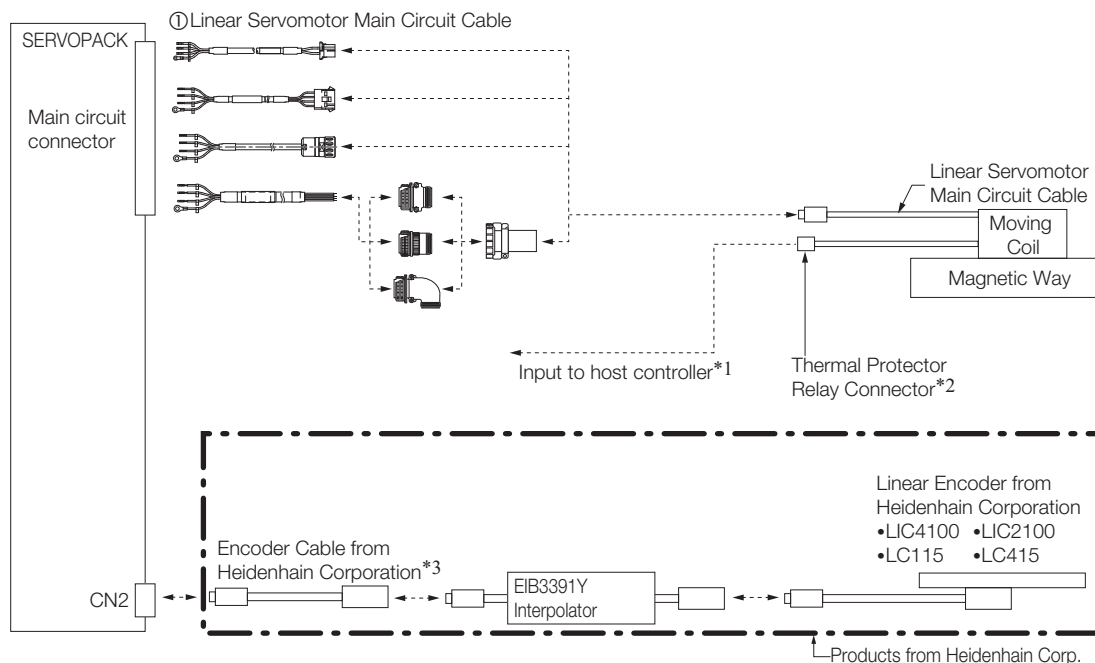 ①Linear Servomotor Main Circuit Cable
SERVOPACK
Main circuit
connector
Linear Servomotor
Main Circuit Cable
Moving
Coil
Magnetic Way
Input to host controller*1
Thermal Protector
Relay Connector*2
Linear Encoder from
Heidenhain Corporation
•LIC4100 •LIC2100
•LC115 •LC415
Encoder Cable from
Heidenhain Corporation*3
EIB3391Y
Interpolator
CN2
Products from Heidenhain Corp.